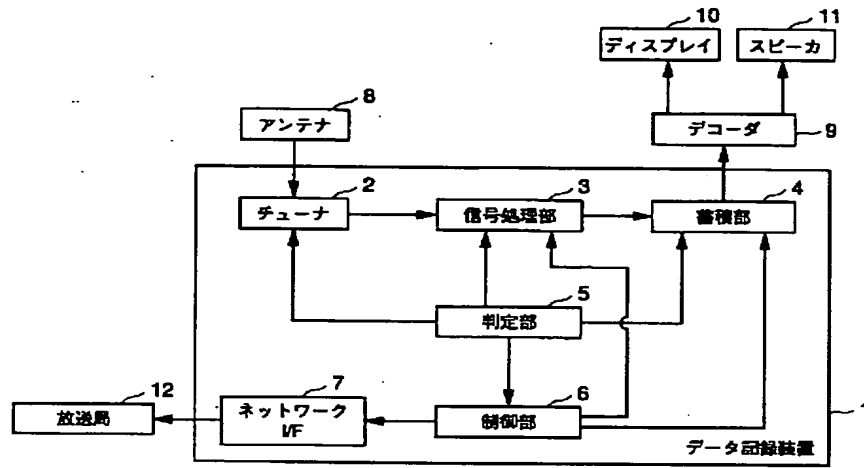 10
ディスプレイ
11
スピーカ
8
アンテナ
デコーダ
9
2
チューナ
3
信号処理部
4
蓄積部
5
判定部
12
放送局
7
ネットワーク
I/F
6
制御部
データ記録装置
1